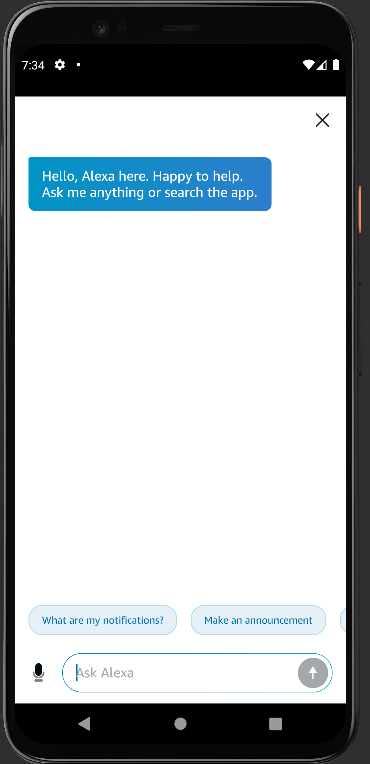 7:34
Hello, Alexa here. Happy to help.
Ask me anything or search the app.
What are my notifications?
Make an announcement
Ask Alexa